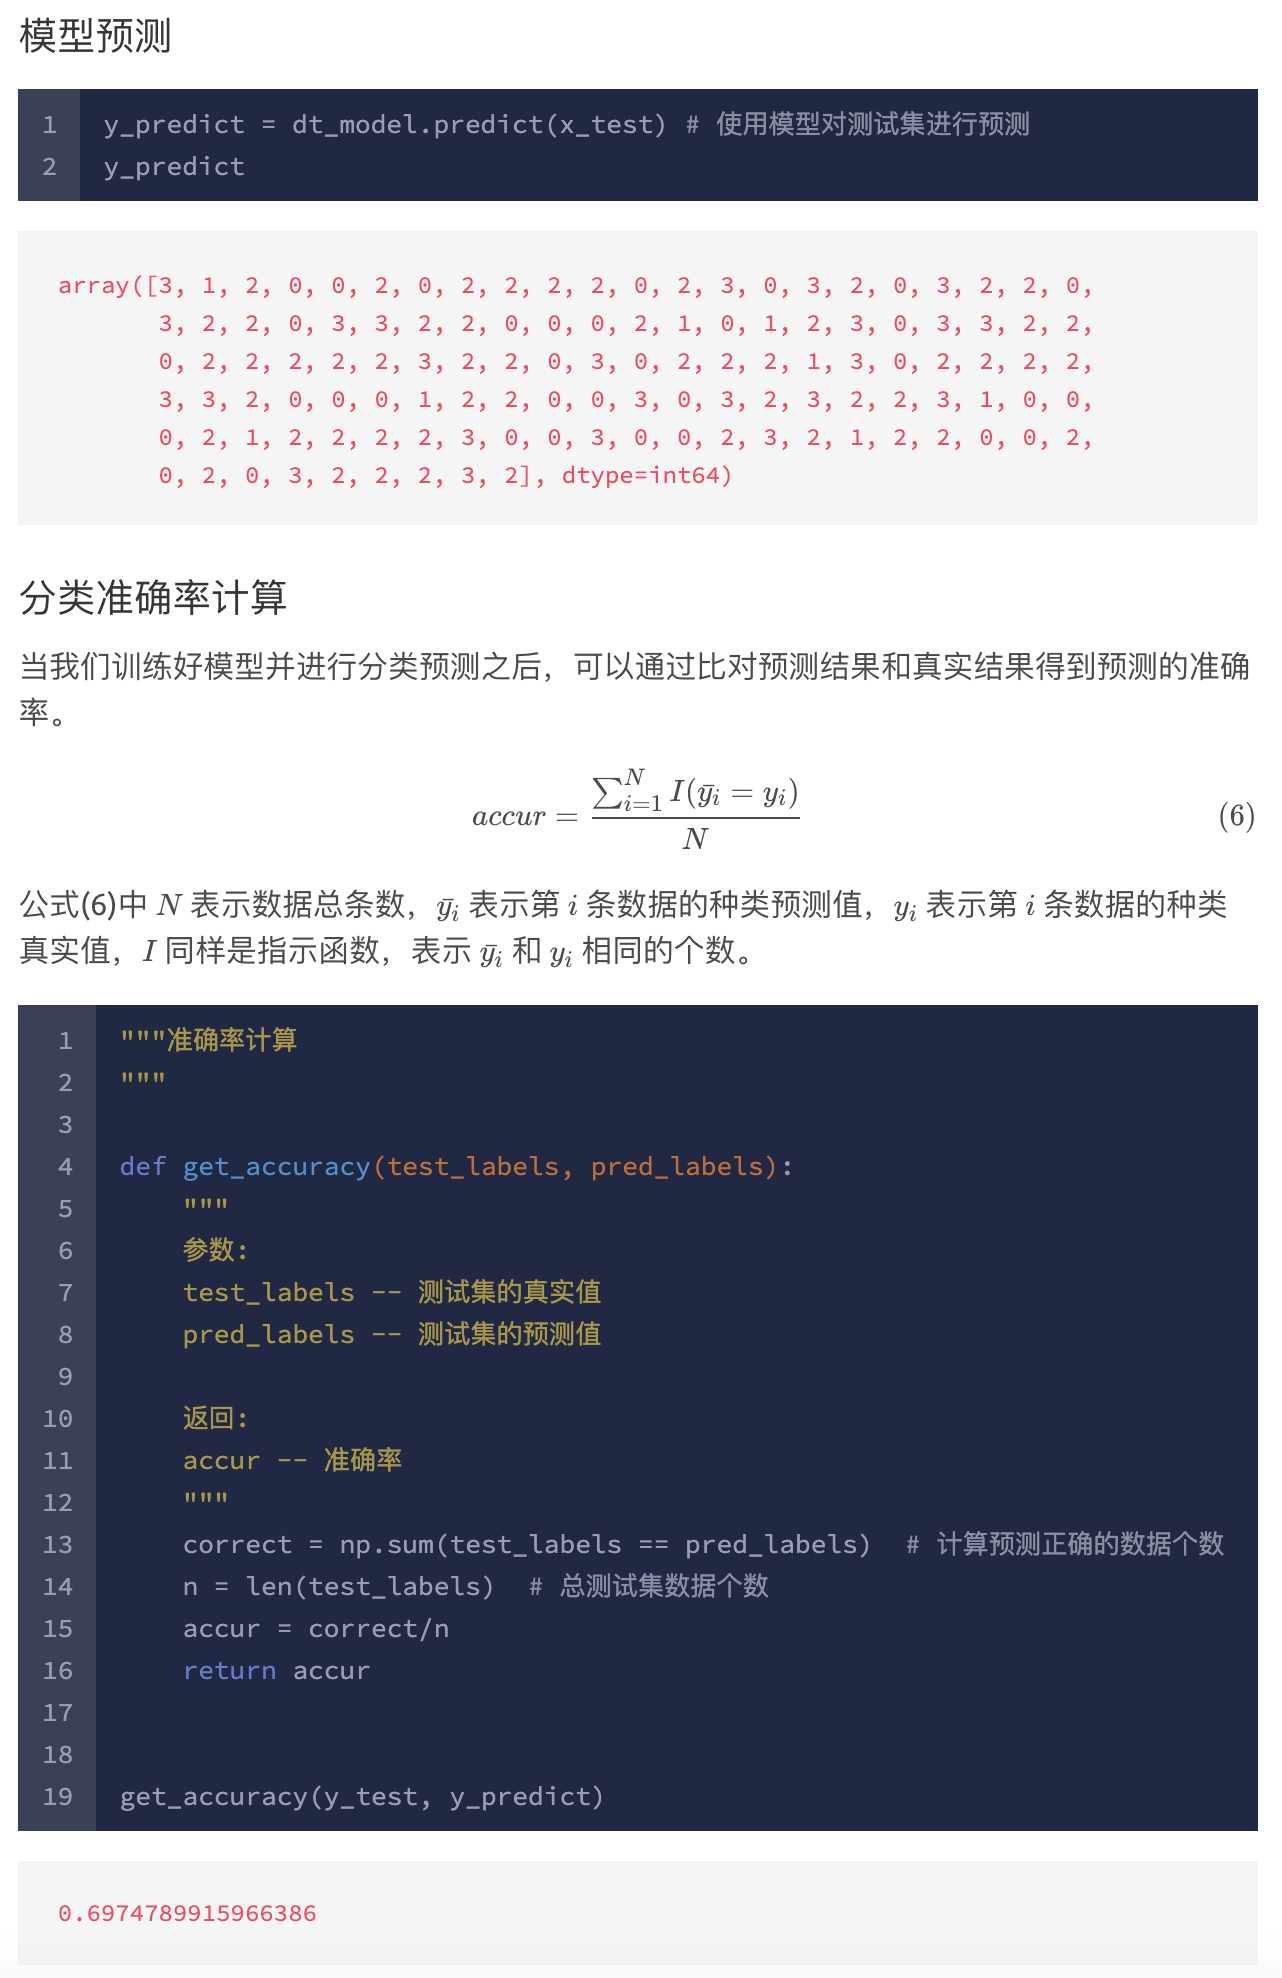 模型预测
1 y_predict = dt_model.predict(x_test) # 使用模型对测试集进行预测
2 y_predict
array([3, 1, 2, 0, 0, 2, 0, 2, 2, 2, 2, 0, 2, 3, 0, 3, 2, 0, 3, 2, 2, 0,
3, 2, 2, 0, 3, 3, 2, 2, 0, 0, 0, 2, 1, 0, 1, 2, 3, 0, 3, 3, 2, 2,
0, 2, 2, 2, 2, 2, 3, 2, 2, 0, 3, 0, 2, 2, 2, 1, 3, 0, 2, 2, 2, 2,
3, 3, 2, 0, 0, 0, 1, 2, 2, 0, 0, 3, 0, 3, 2, 3, 2, 2, 3, 1, 0, 0,
0, 2, 1, 2, 2, 2, 2, 3, 0, 0, 3, 0, 0, 2, 3, 2, 1, 2, 2, 0, 0, 2,
0, 2, 0, 3, 2, 2, 2, 3, 2], dtype=int64)
分类准确率计算
当我们训练好模型并进行分类预测之后，可以通过比对预测结果和真实结果得到预测的准确
率。
accur = \frac{\sum_{i=1}^{N} I(\bar{y}_i = y_i)}{N} (6)
公式(6)中 N 表示数据总条数，ȳᵢ 表示第 i 条数据的种类预测值，yᵢ 表示第 i 条数据的种类
真实值，I 同样是指示函数，表示 ȳᵢ 和 yᵢ 相同的个数。
1 """准确率计算
2 """
3
4 def get_accuracy(test_labels, pred_labels):
5 """
6 参数:
7 test_labels -- 测试集的真实值
8 pred_labels -- 测试集的预测值
9
10 返回:
11 accur -- 准确率
12 """
13 correct = np.sum(test_labels == pred_labels)  # 计算预测正确的数据个数
14 n = len(test_labels)  # 总测试集数据个数
15 accur = correct/n
16 return accur
17
18
19 get_accuracy(y_test, y_predict)
0.6974789915966386